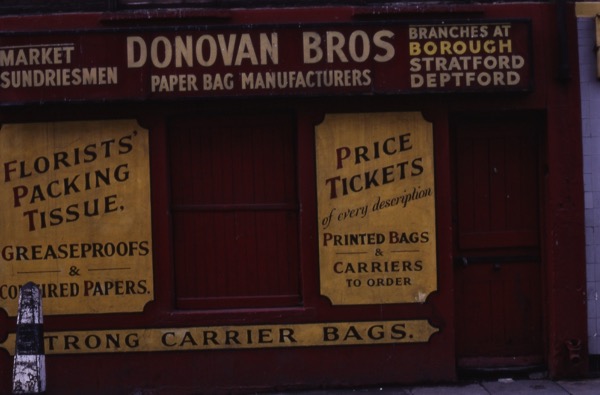 MARKET
SUNDRIESMEN
DONOVAN BROS
PAPER BAG MANUFACTURERS
BRANCHES AT
BOROUGH
STRATFORD
DEPTFORD
FLORISTS'
PACKING
TISSUE.
GREASEPROOFS
&
PAPERS.
PRICE
TICKETS
of every description
PRINTED BAGS
&
CARRIERS
TO ORDER
TRONG CARRIER BAGS.